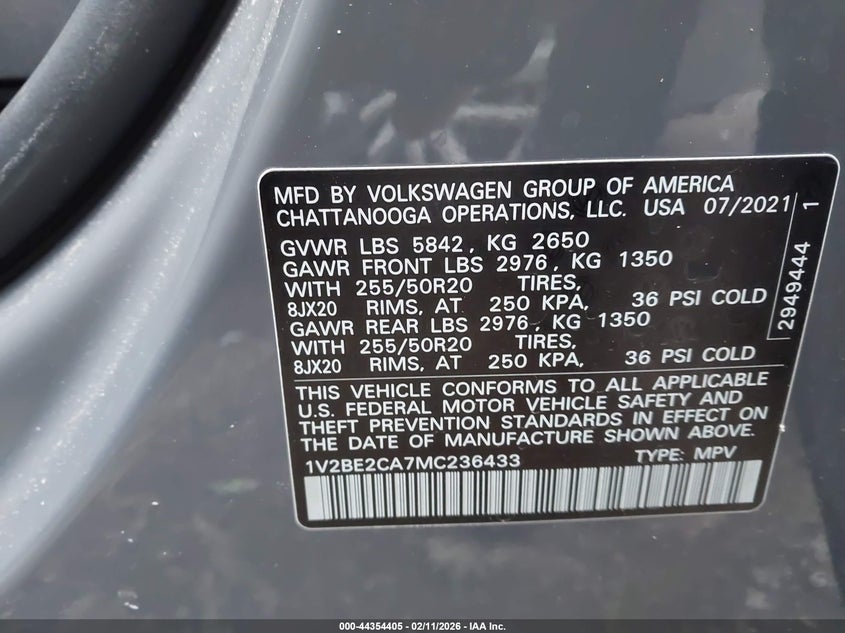 MFD BY VOLKSWAGEN GROUP OF AMERICA
CHATTANOOGA OPERATIONS, LLC. USA 07/2021
GVWR LBS 5842, KG 2650
GAWR FRONT LBS 2976, KG 1350
WITH 255/50R20 TIRES,
8JX20 RIMS, AT 250 KPA, 36 PSI COLD
GAWR REAR LBS 2976, KG 1350
WITH 255/50R20 TIRES,
8JX20 RIMS, AT 250 KPA, 36 PSI COLD
THIS VEHICLE CONFORMS TO ALL APPLICABLE
U.S. FEDERAL MOTOR VEHICLE SAFETY AND
THEFT PREVENTION STANDARDS IN EFFECT ON
THE DATE OF MANUFACTURE SHOWN ABOVE.
1V2BE2CA7MC236433 TYPE: MPV
2949444 1
000-44354405 - 02/11/2026 - IAA Inc.